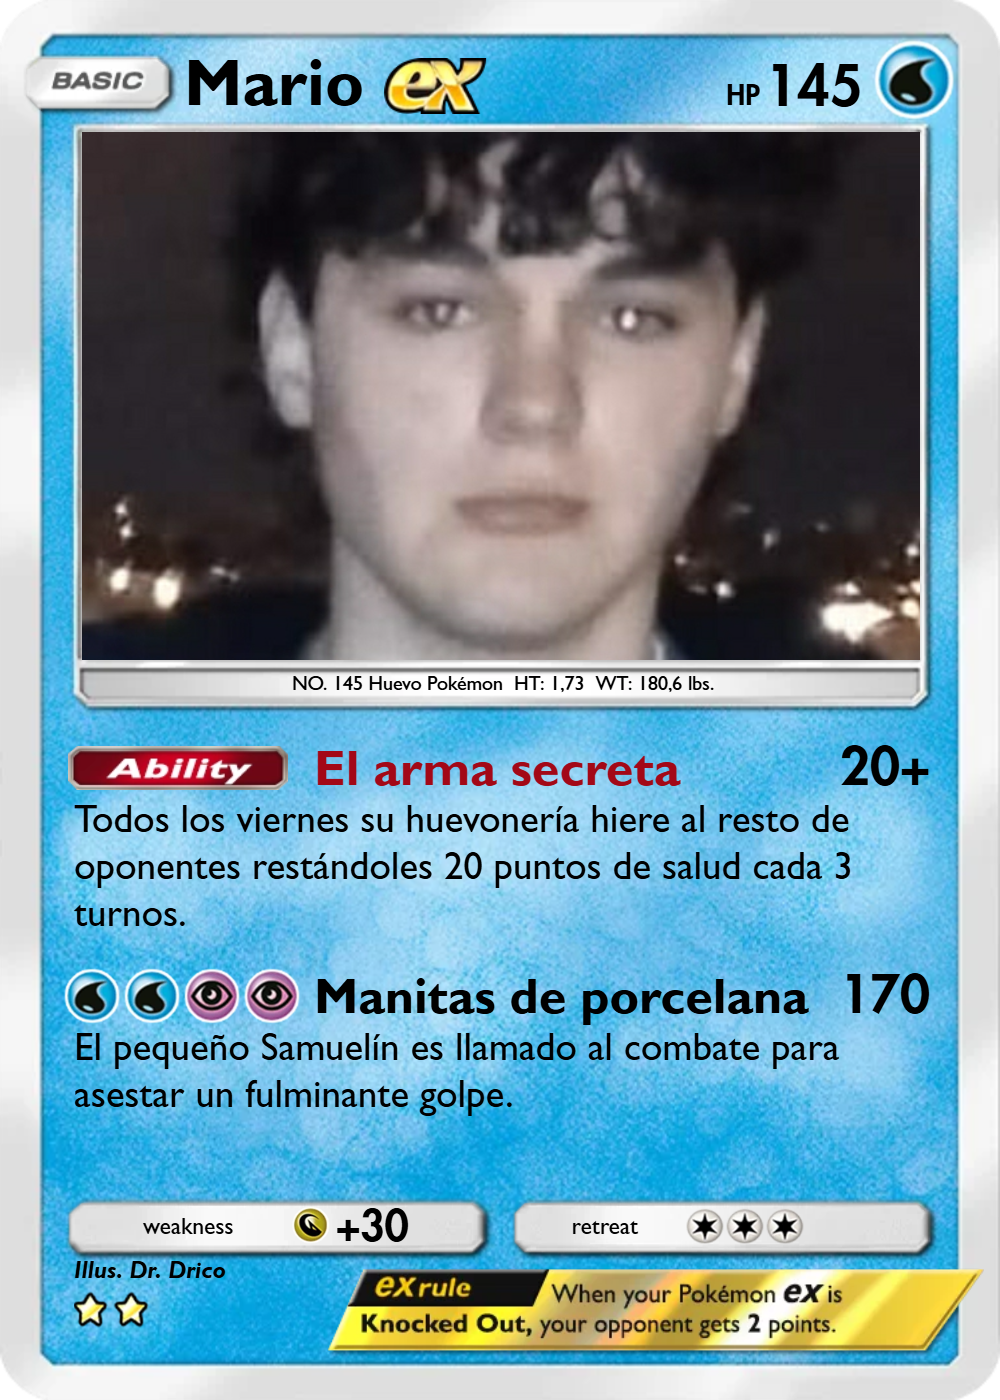 BASIC Mario ex HP 145
NO. 145 Huevo Pokémon HT: 1,73 WT: 180,6 lbs.
Ability El arma secreta 20+
Todos los viernes su huevonería hiere al resto de
oponentes restándoles 20 puntos de salud cada 3
turnos.
Manitas de porcelana 170
El pequeño Samuelín es llamado al combate para
asestar un fulminante golpe.
weakness +30 retreat
Illus. Dr. Drico
ex rule When your Pokémon ex is
Knocked Out, your opponent gets 2 points.